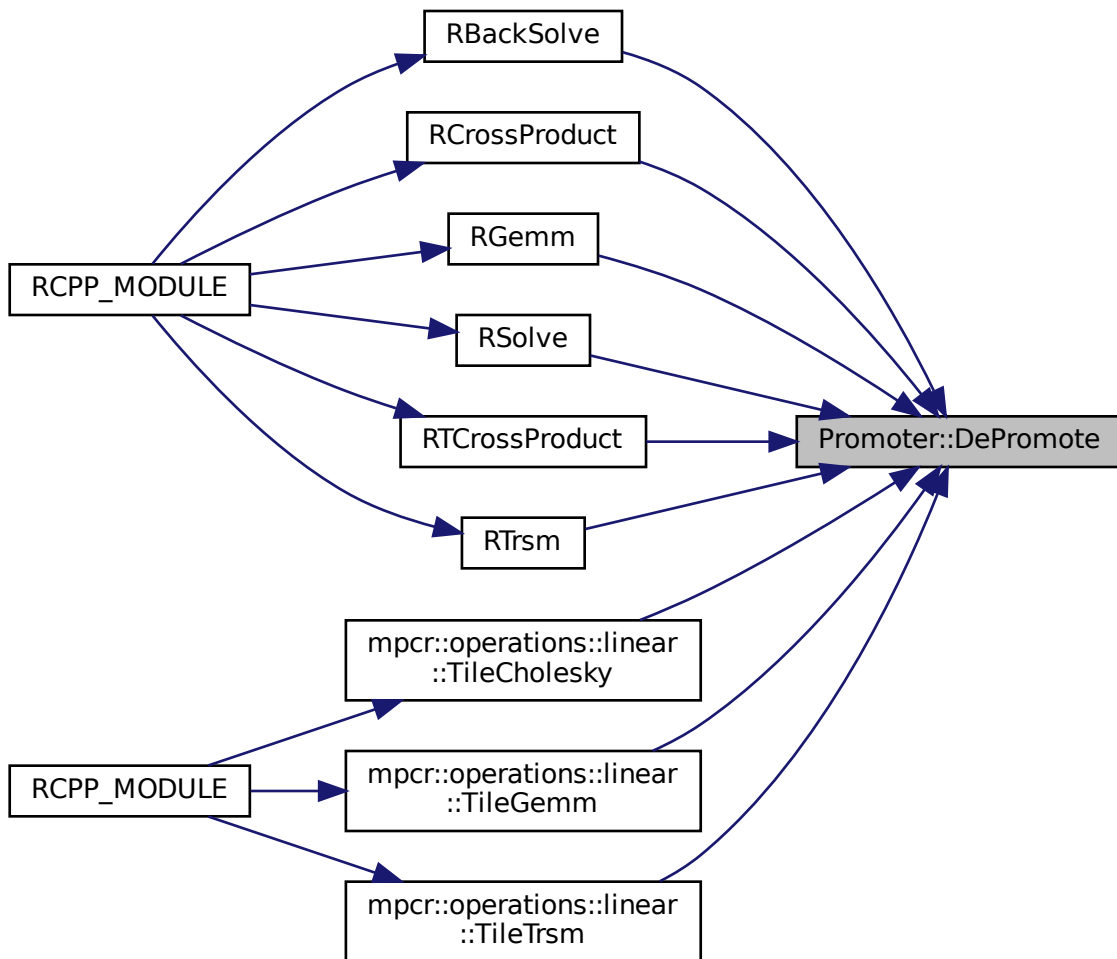 RBackSolve
RCrossProduct
RGemm
RCPP_MODULE
RSolve
RTCrossProduct
Promoter::DePromote
RTrsm
mpcr::operations::linear
::TileCholesky
RCPP_MODULE
mpcr::operations::linear
::TileGemm
mpcr::operations::linear
::TileTrsm